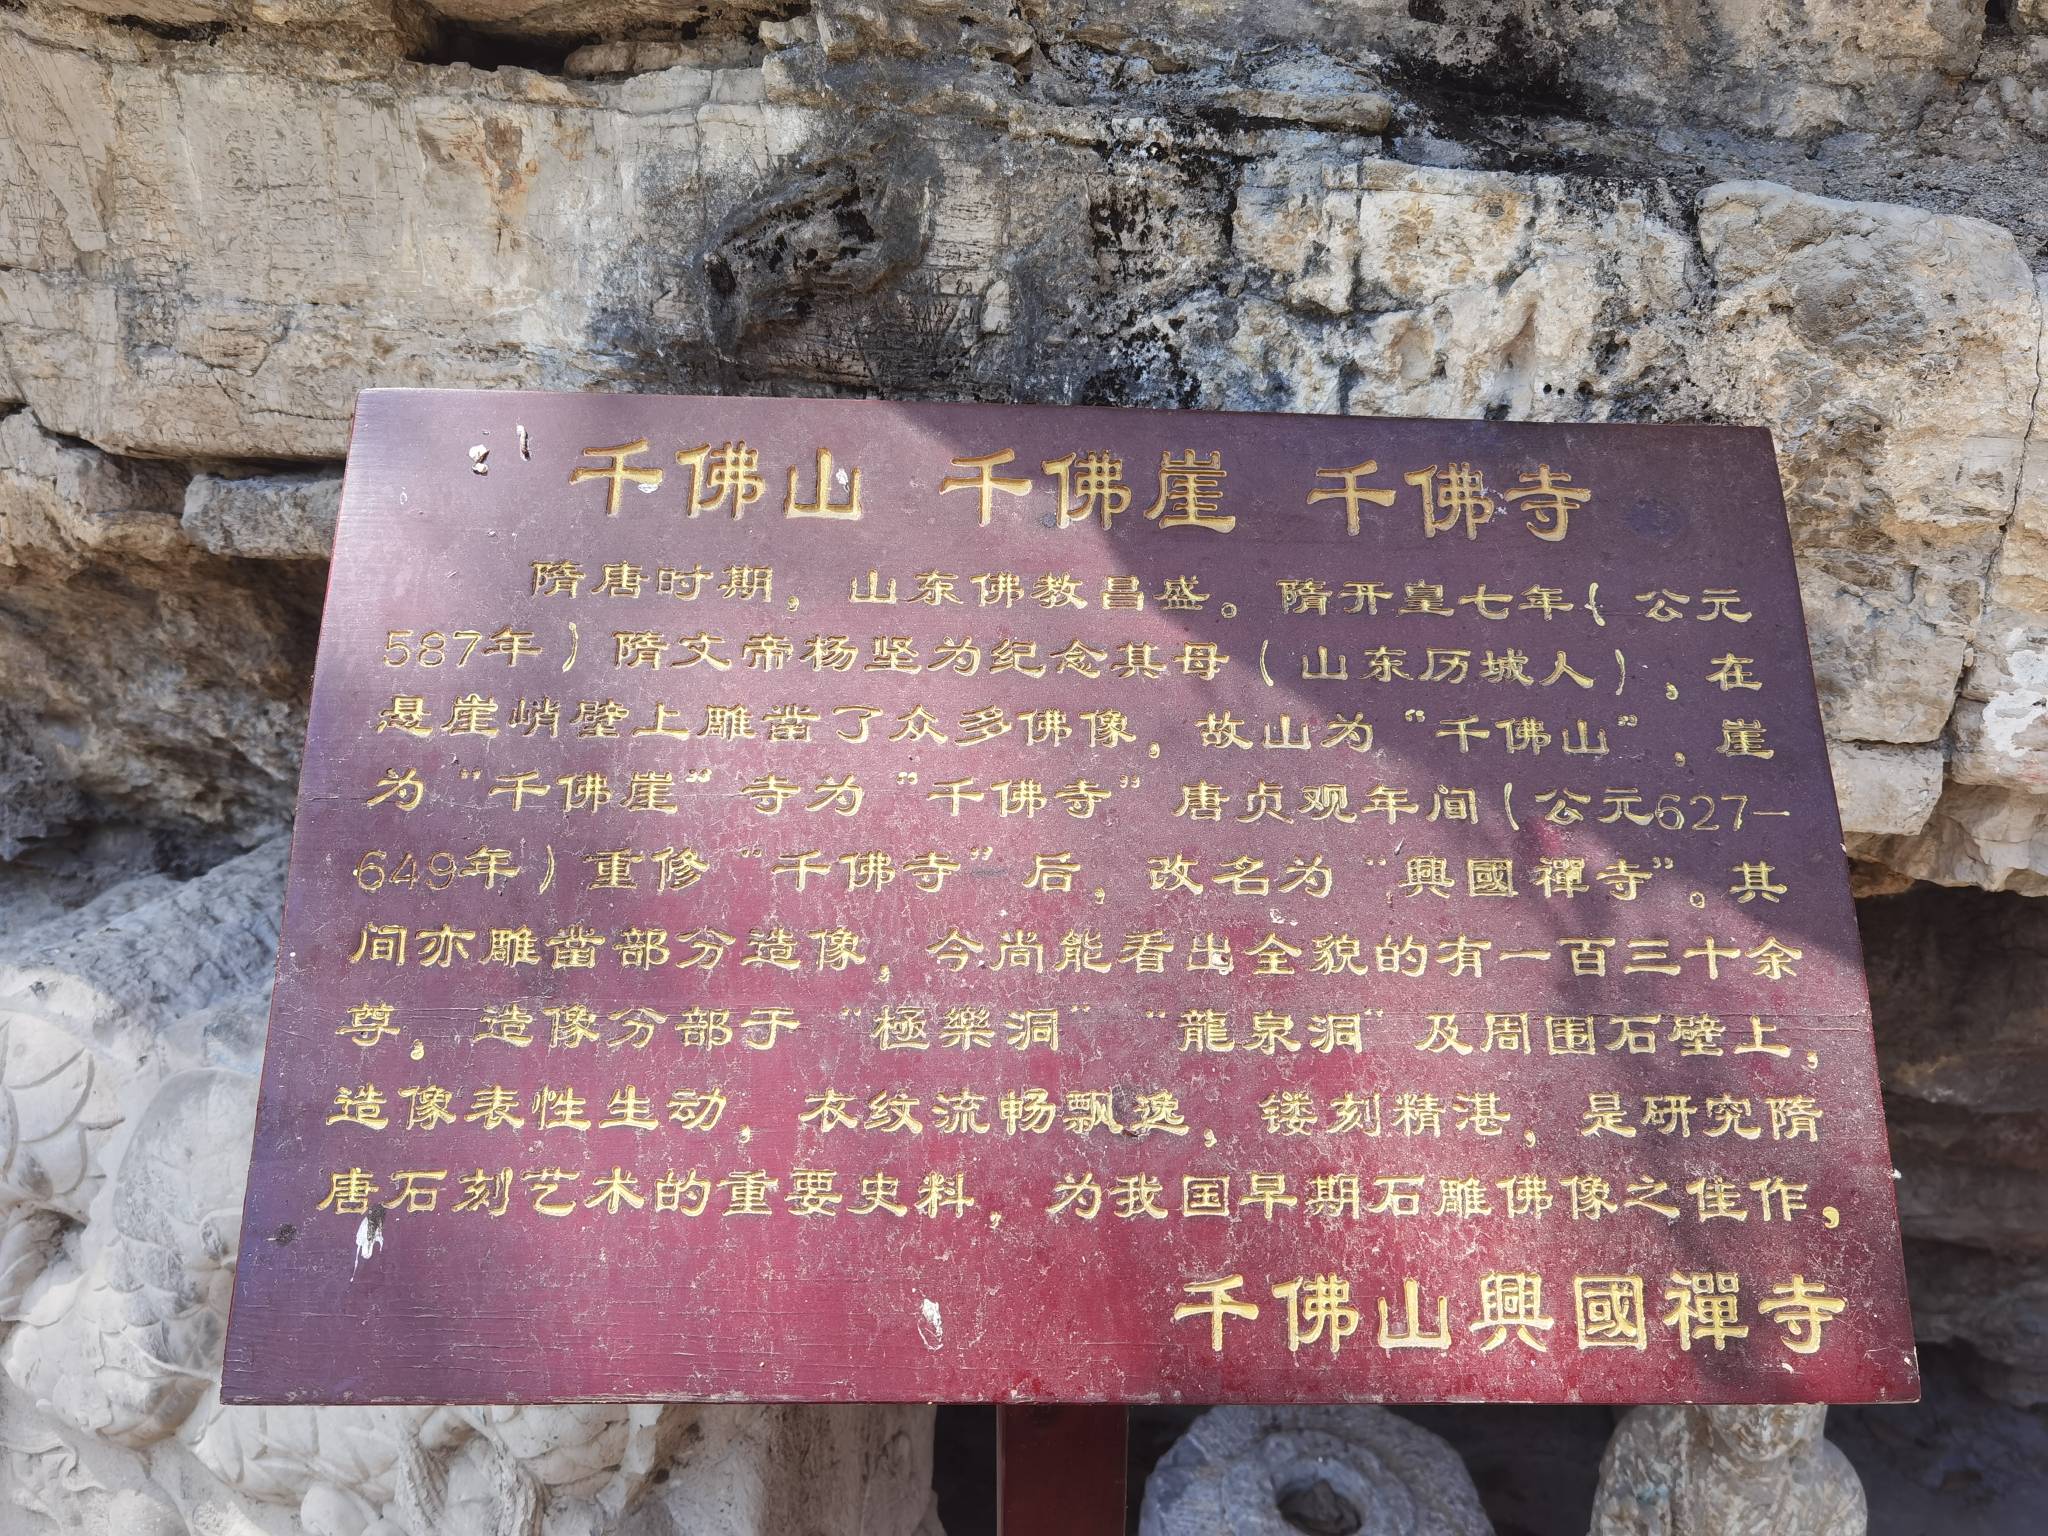 千佛山 千佛崖 千佛寺
隋唐时期，山东佛教昌盛。隋开皇七年（公元
587年）隋文帝杨坚为纪念其母（山东历城人），在
悬崖峭壁上雕凿了众多佛像，故山为“千佛山”，崖
为“千佛崖”寺为“千佛寺”唐贞观年间（公元627—
649年）重修“千佛寺”后，改名为“興國禪寺”。其
间亦雕凿部分造像，今尚能看出全貌的有一百三十余
尊，造像分部于“極樂洞”“龍泉洞”及周围石壁上，
造像表性生动，衣纹流畅飘逸，镂刻精湛，是研究隋
唐石刻艺术的重要史料，为我国早期石雕佛像之佳作，
千佛山興國禪寺